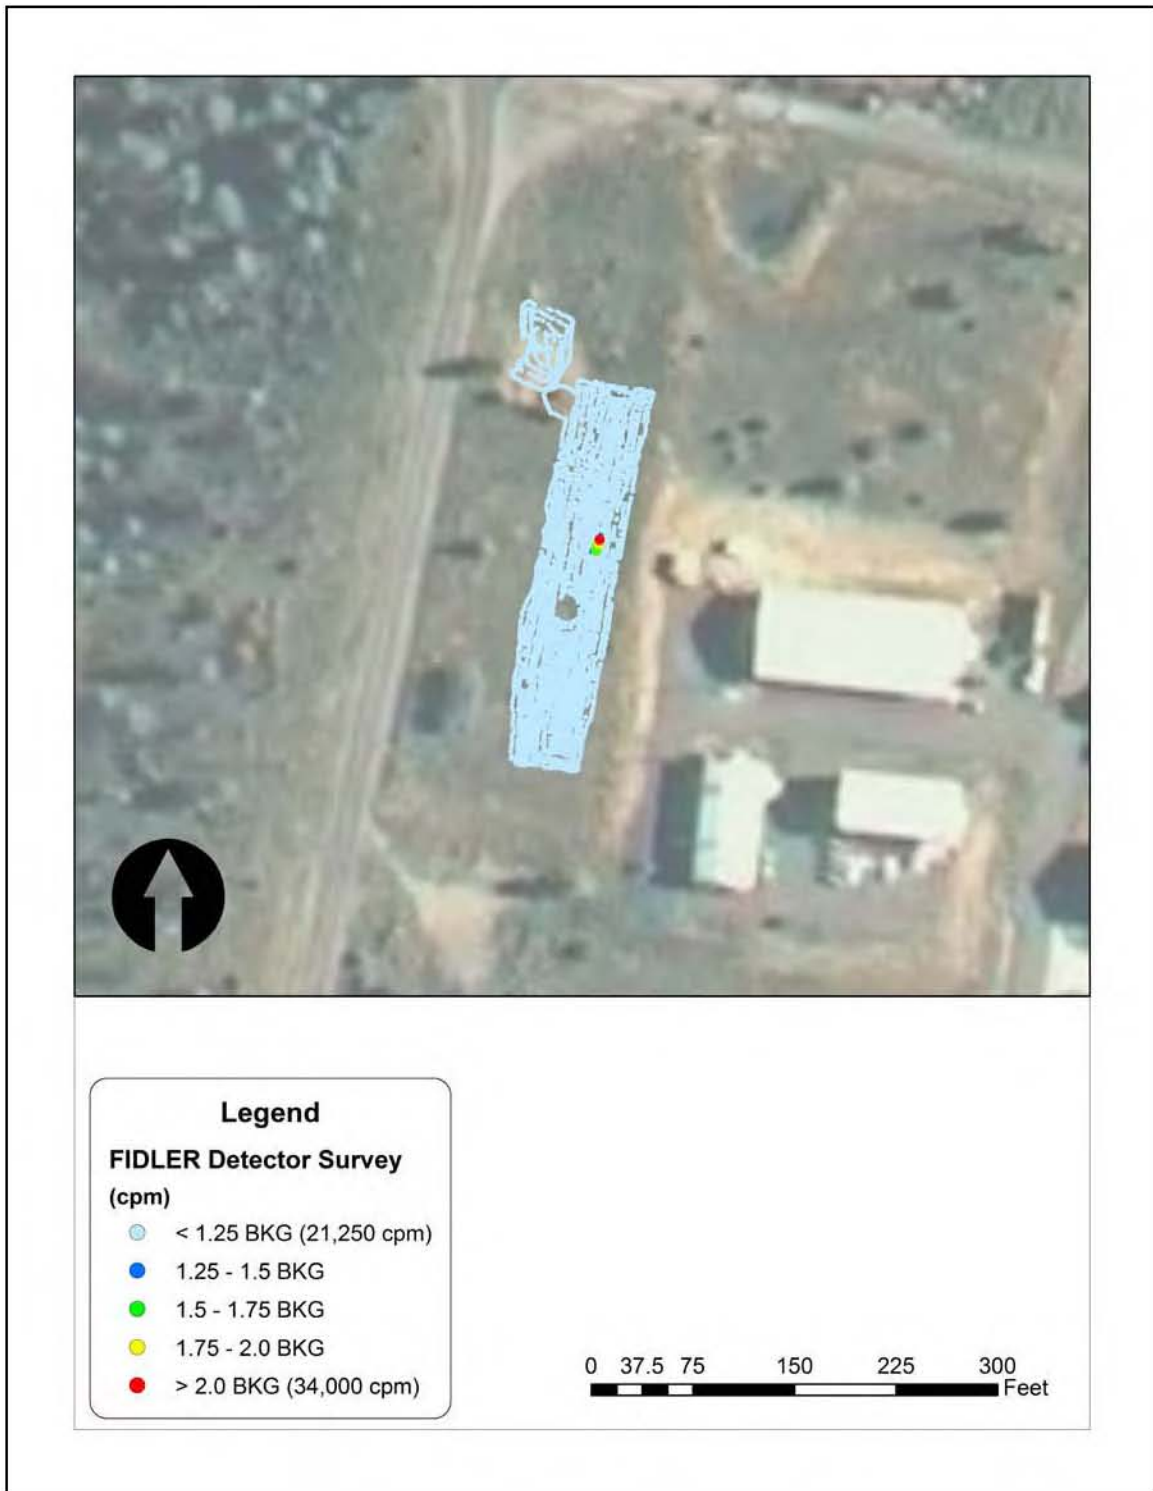 Legend
FIDLER Detector Survey
(cpm)
< 1.25 BKG (21,250 cpm)
1.25 - 1.5 BKG
1.5 - 1.75 BKG
1.75 - 2.0 BKG
> 2.0 BKG (34,000 cpm)
0 37.5 75 150 225 300
Feet